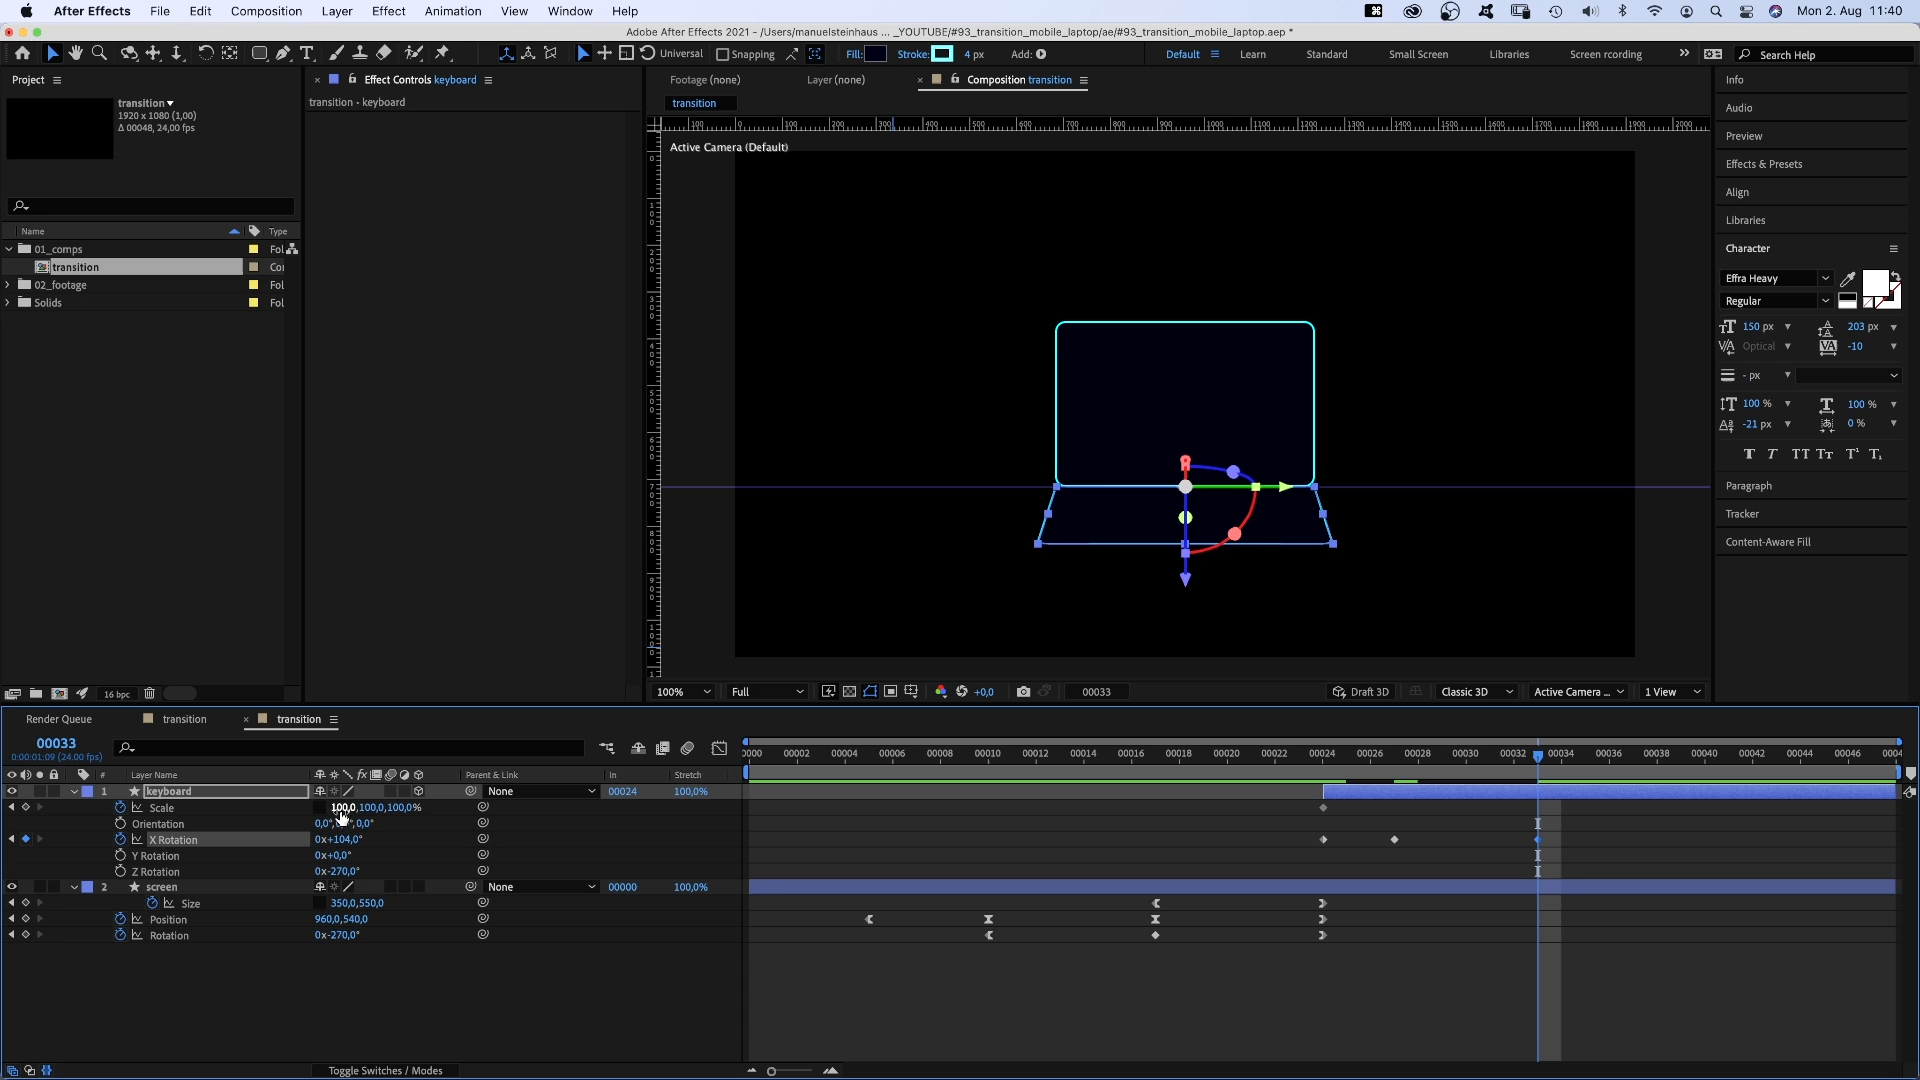 After Effects File Edit Composition Layer Effect Animation View Window Help Mon 2. Aug 11:40
Adobe After Effects 2021 - /Users/manuelsteinhaus ... _YOUTUBE/#93_transition_mobile_laptop/ae/#93_transition_mobile_laptop.aep *
Universal Snapping Fill: Stroke: 4 px Add: Default Learn Standard Small Screen Libraries Screen recording Search Help
Project Effect Controls keyboard Footage (none) Layer (none) Composition transition Info
transition - keyboard
transition
transition
1920 x 1080 (1,00)
Δ 00048, 24,00 fps
Active Camera (Default)
Audio
Preview
Effects & Presets
Align
Libraries
Character
Effra Heavy
Regular
150 px 203 px
Optical -10
- px
100 % 100 %
-21 px 0 %
Paragraph
Tracker
Content-Aware Fill
Name Type
01_comps Fol
transition Coı
02_footage Fol
Solids Fol
16 bpc
100% Full +0,0 00033 Draft 3D Classic 3D Active Camera ... 1 View
Render Queue transition transition
00033
0:00:01:09 (24.00 fps)
0000 00002 00004 00006 00008 00010 00012 00014 00016 00018 00020 00022 00024 00026 00028 00030 00032 00034 00036 00038 00040 00042 00044 00046 0004
# Layer Name Parent & Link In Stretch
1 keyboard None 00024 100,0%
Scale 100,0,100,0,100,0%
Orientation
X Rotation 0x+104,0°
Y Rotation 0x+0,0°
Z Rotation 0x-270,0°
2 screen None 00000 100,0%
Size 350,0,550,0
Position 960,0,540,0
Rotation 0x-270,0°
Toggle Switches / Modes